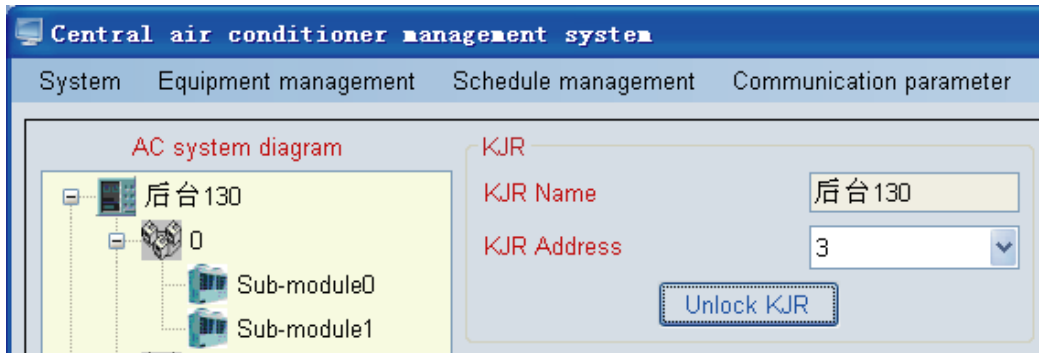 Central air conditioner management system
System Equipment management Schedule management Communication parameter
AC system diagram
后台130
0
Sub-module0
Sub-module1
KJR
KJR Name 后台130
KJR Address 3
Unlock KJR